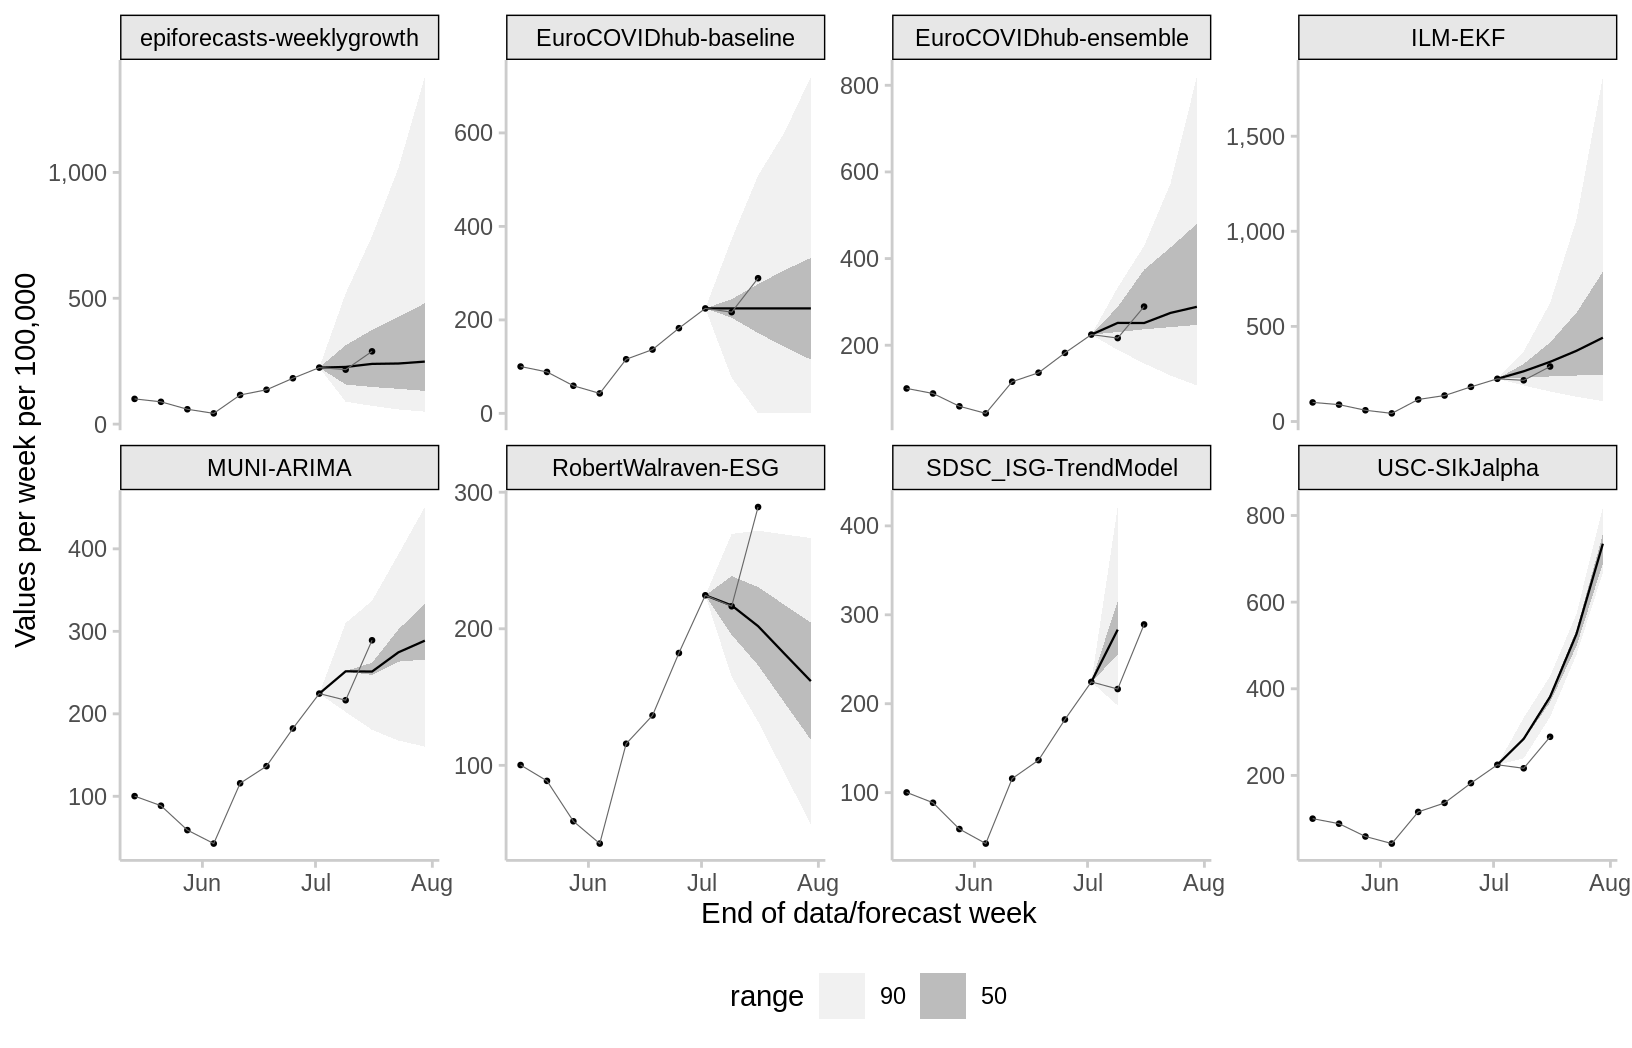 epiforecasts-weeklygrowth EuroCOVIDhub-baseline EuroCOVIDhub-ensemble ILM-EKF
1,000 500 0
600 400 200 0
800 600 400 200
1,500 1,000 500 0
MUNI-ARIMA RobertWalraven-ESG SDSC_ISG-TrendModel USC-SIkJalpha
400 300 200 100
300 200 100
400 300 200 100
800 600 400 200
Jun Jul Aug Jun Jul Aug Jun Jul Aug Jun Jul Aug
Values per week per 100,000
End of data/forecast week
range 90 50